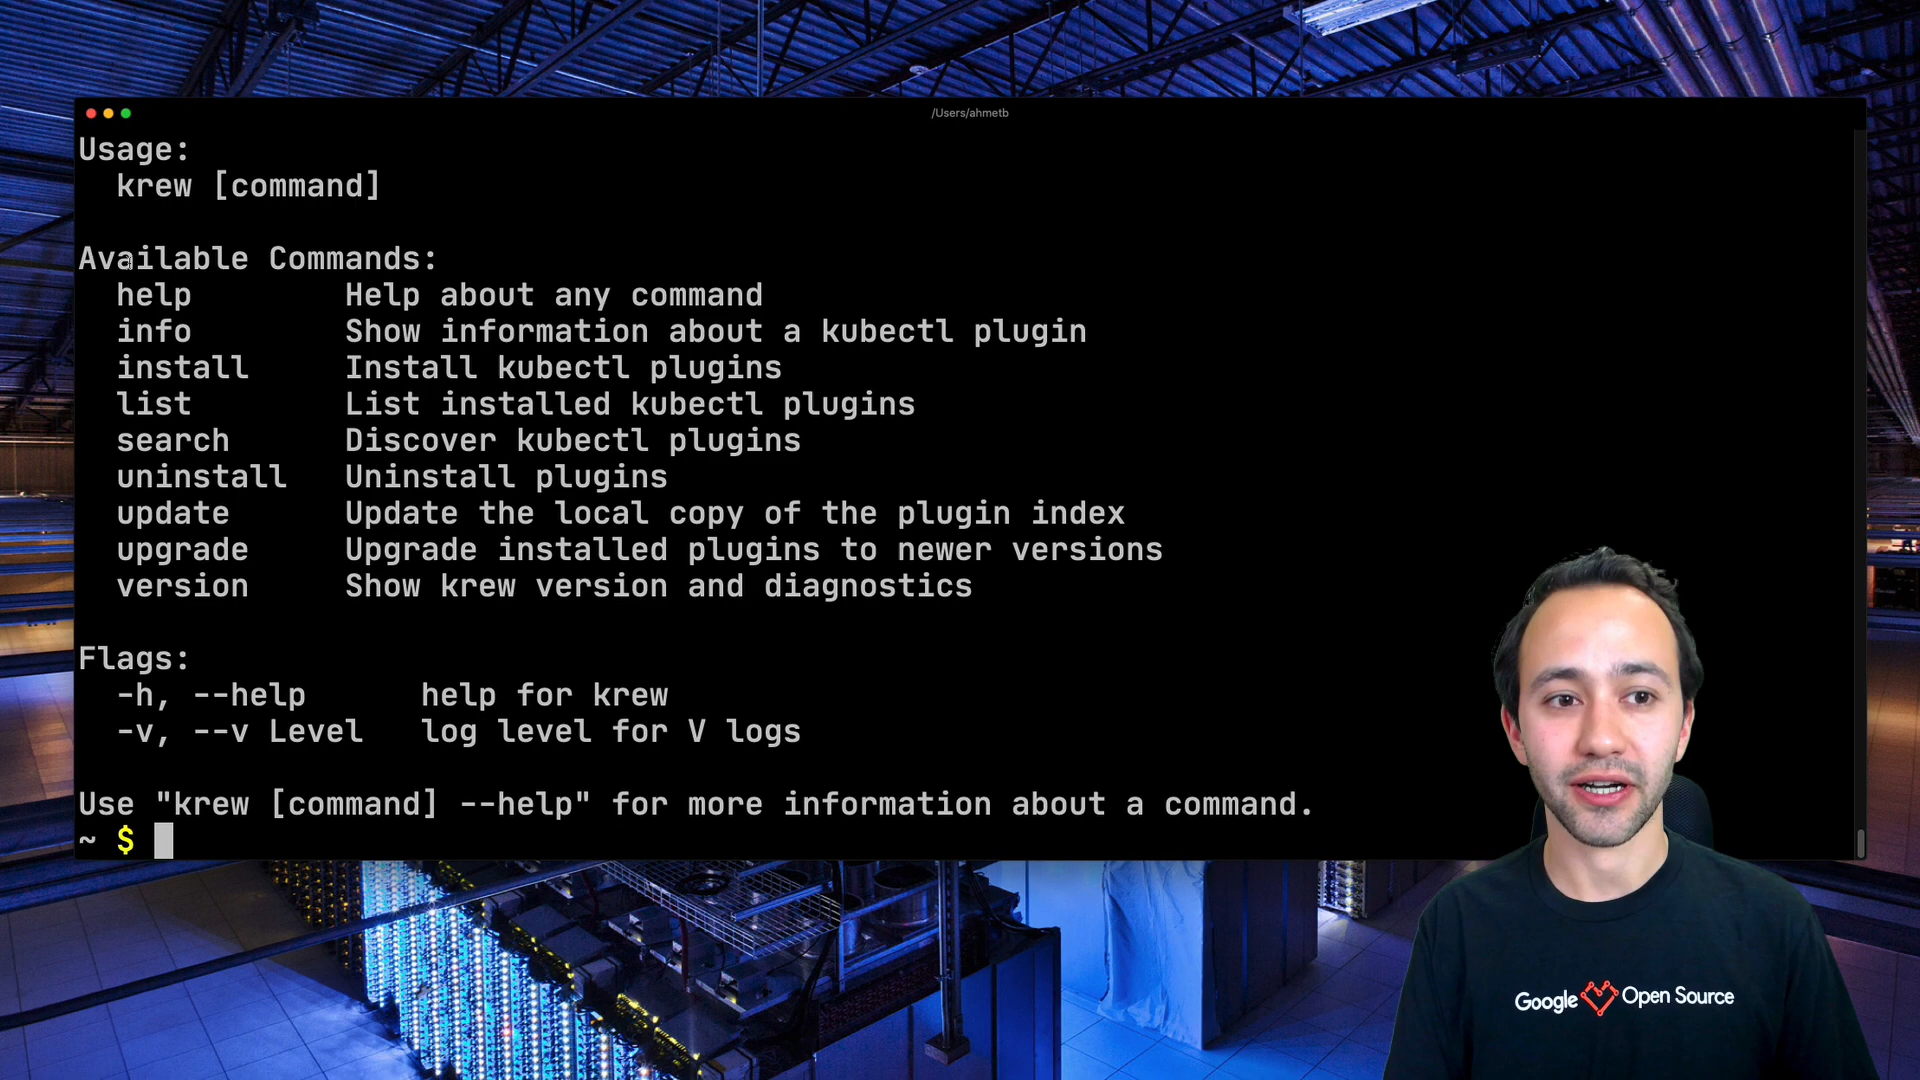 /Users/ahmetb
Usage:
krew [command]
Available Commands:
help Help about any command
info Show information about a kubectl plugin
install Install kubectl plugins
list List installed kubectl plugins
search Discover kubectl plugins
uninstall Uninstall plugins
update Update the local copy of the plugin index
upgrade Upgrade installed plugins to newer versions
version Show krew version and diagnostics
Flags:
-h, --help help for krew
-v, --v Level log level for V logs
Use "krew [command] --help" for more information about a command.
~ $
Google Open Source